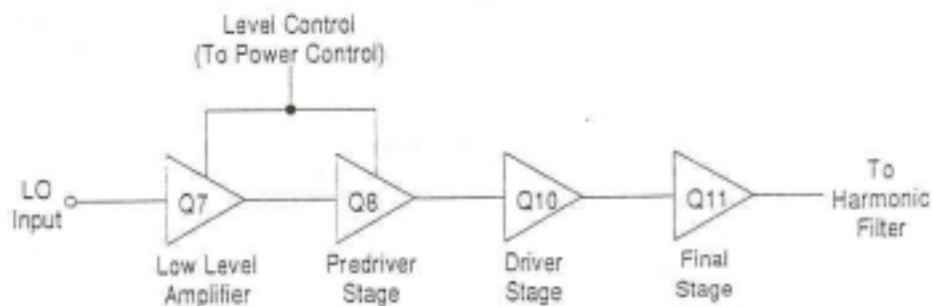 Level Control
(To Power Control)
LO
Input
Q7
Q8
Q10
Q11
To
Harmonic
Filter
Low Level
Amplifier
Predriver
Stage
Driver
Stage
Final
Stage